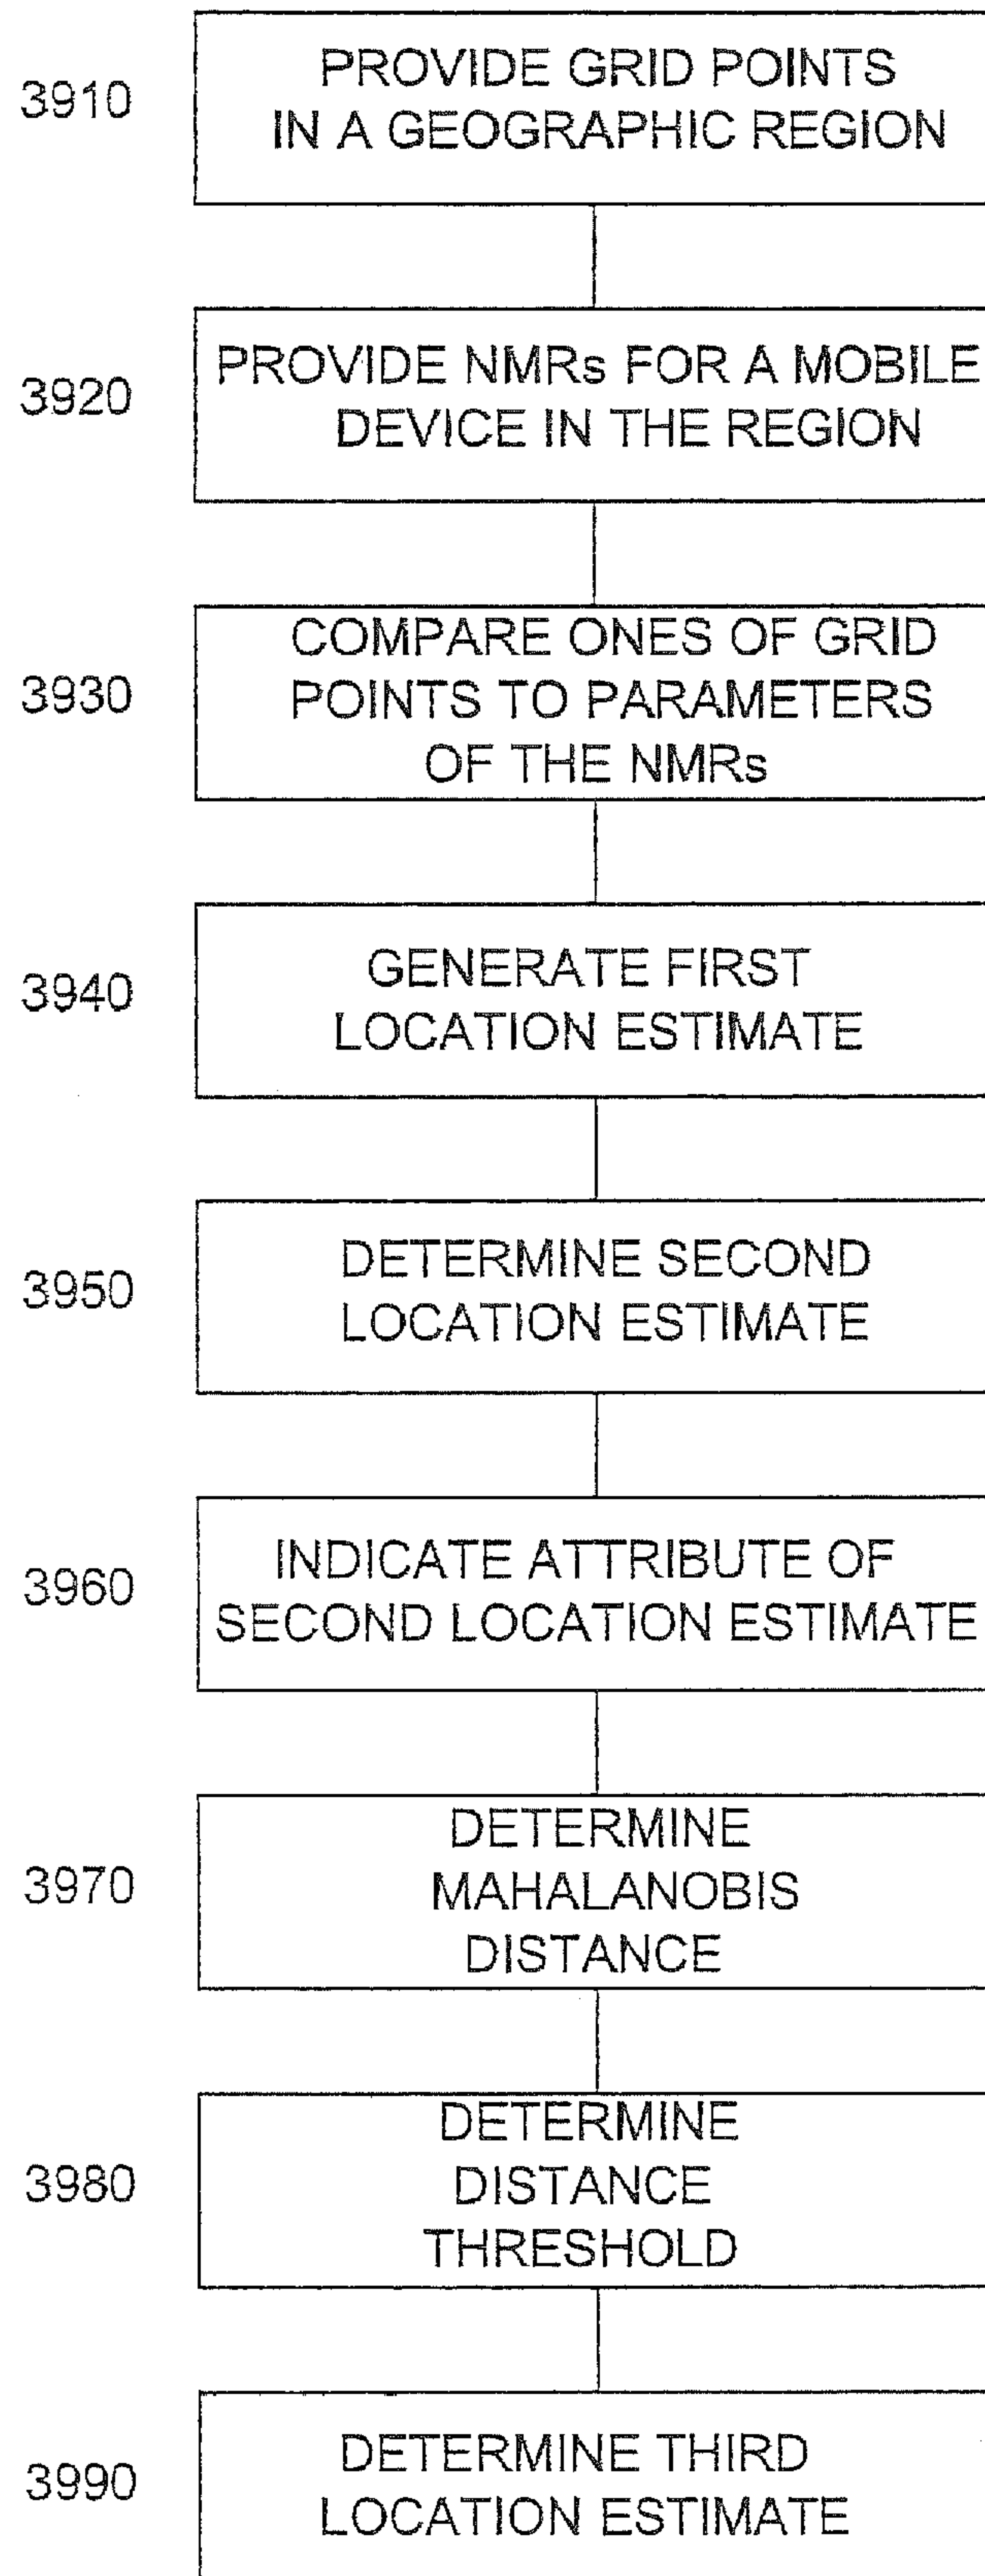 3910
PROVIDE GRID POINTS
IN A GEOGRAPHIC REGION
3920
PROVIDE NMRs FOR A MOBILE
DEVICE IN THE REGION
3930
COMPARE ONES OF GRID
POINTS TO PARAMETERS
OF THE NMRs
3940
GENERATE FIRST
LOCATION ESTIMATE
3950
DETERMINE SECOND
LOCATION ESTIMATE
3960
INDICATE ATTRIBUTE OF
SECOND LOCATION ESTIMATE
3970
DETERMINE
MAHALANOBIS
DISTANCE
3980
DETERMINE
DISTANCE
THRESHOLD
3990
DETERMINE THIRD
LOCATION ESTIMATE